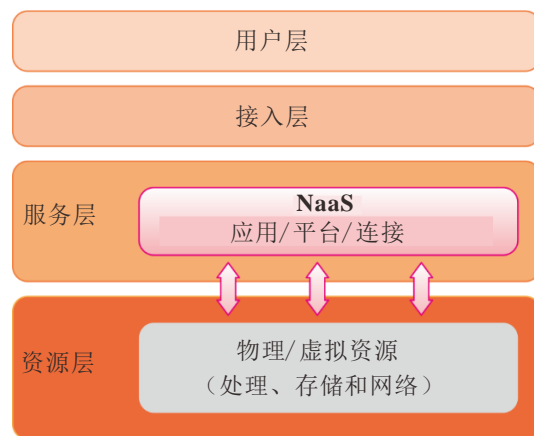 用户层
接入层
服务层
NaaS
应用/平台/连接
资源层
物理/虚拟资源
（处理、存储和网络）